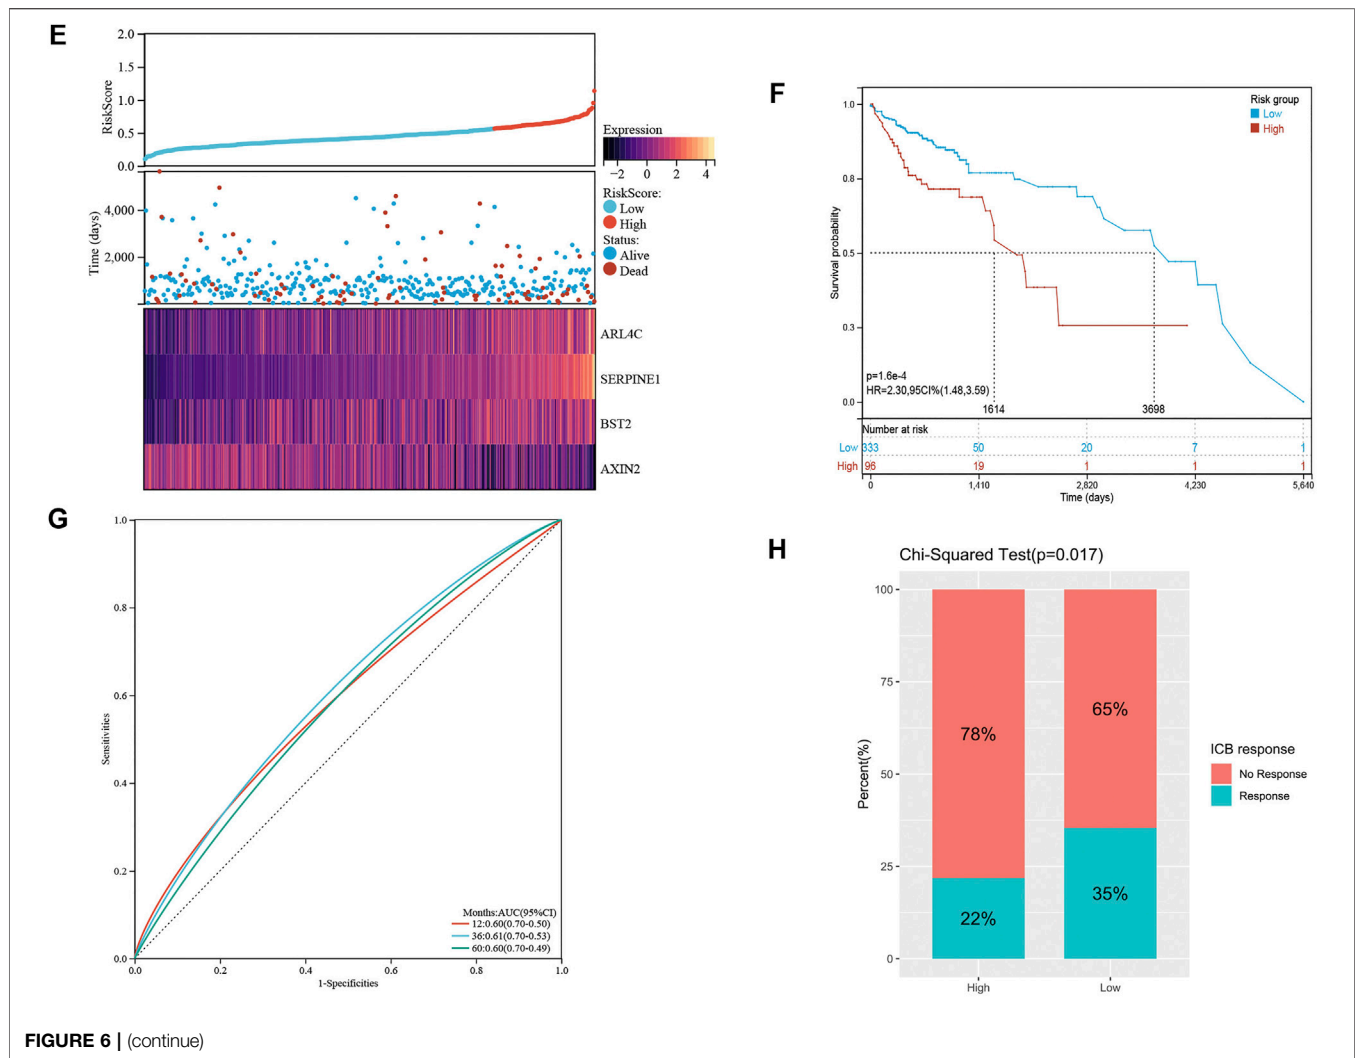 E
2.0
1.5
1.0
0.5
0.0
RiskScore
Expression
−2 0 2 4
4,000
2,000
Time (days)
RiskScore:
Low
High
Status:
Alive
Dead
ARL4C
SERPINE1
BST2
AXIN2
F
Risk group
Low
High
1.0
0.8
0.5
0.3
0.0
Survival probability
p=1.6e-4
HR=2.30,95CI%(1.48,3.59)
1614 3698
Number at risk
Low 333 50 20 7 1
High 96 19 1 1 1
0 1,410 2,820 4,230 5,640
Time (days)
G
1.0
0.8
0.6
0.4
0.2
0.0
Sensitivities
Months:AUC(95%CI)
12:0.60(0.70-0.50)
36:0.61(0.70-0.53)
60:0.60(0.70-0.49)
0.0 0.2 0.4 0.6 0.8 1.0
1-Specificities
H
Chi-Squared Test(p=0.017)
100
75
50
25
0
Percent(%)
78%
22%
65%
35%
High Low
ICB response
No Response
Response
FIGURE 6 | (continue)